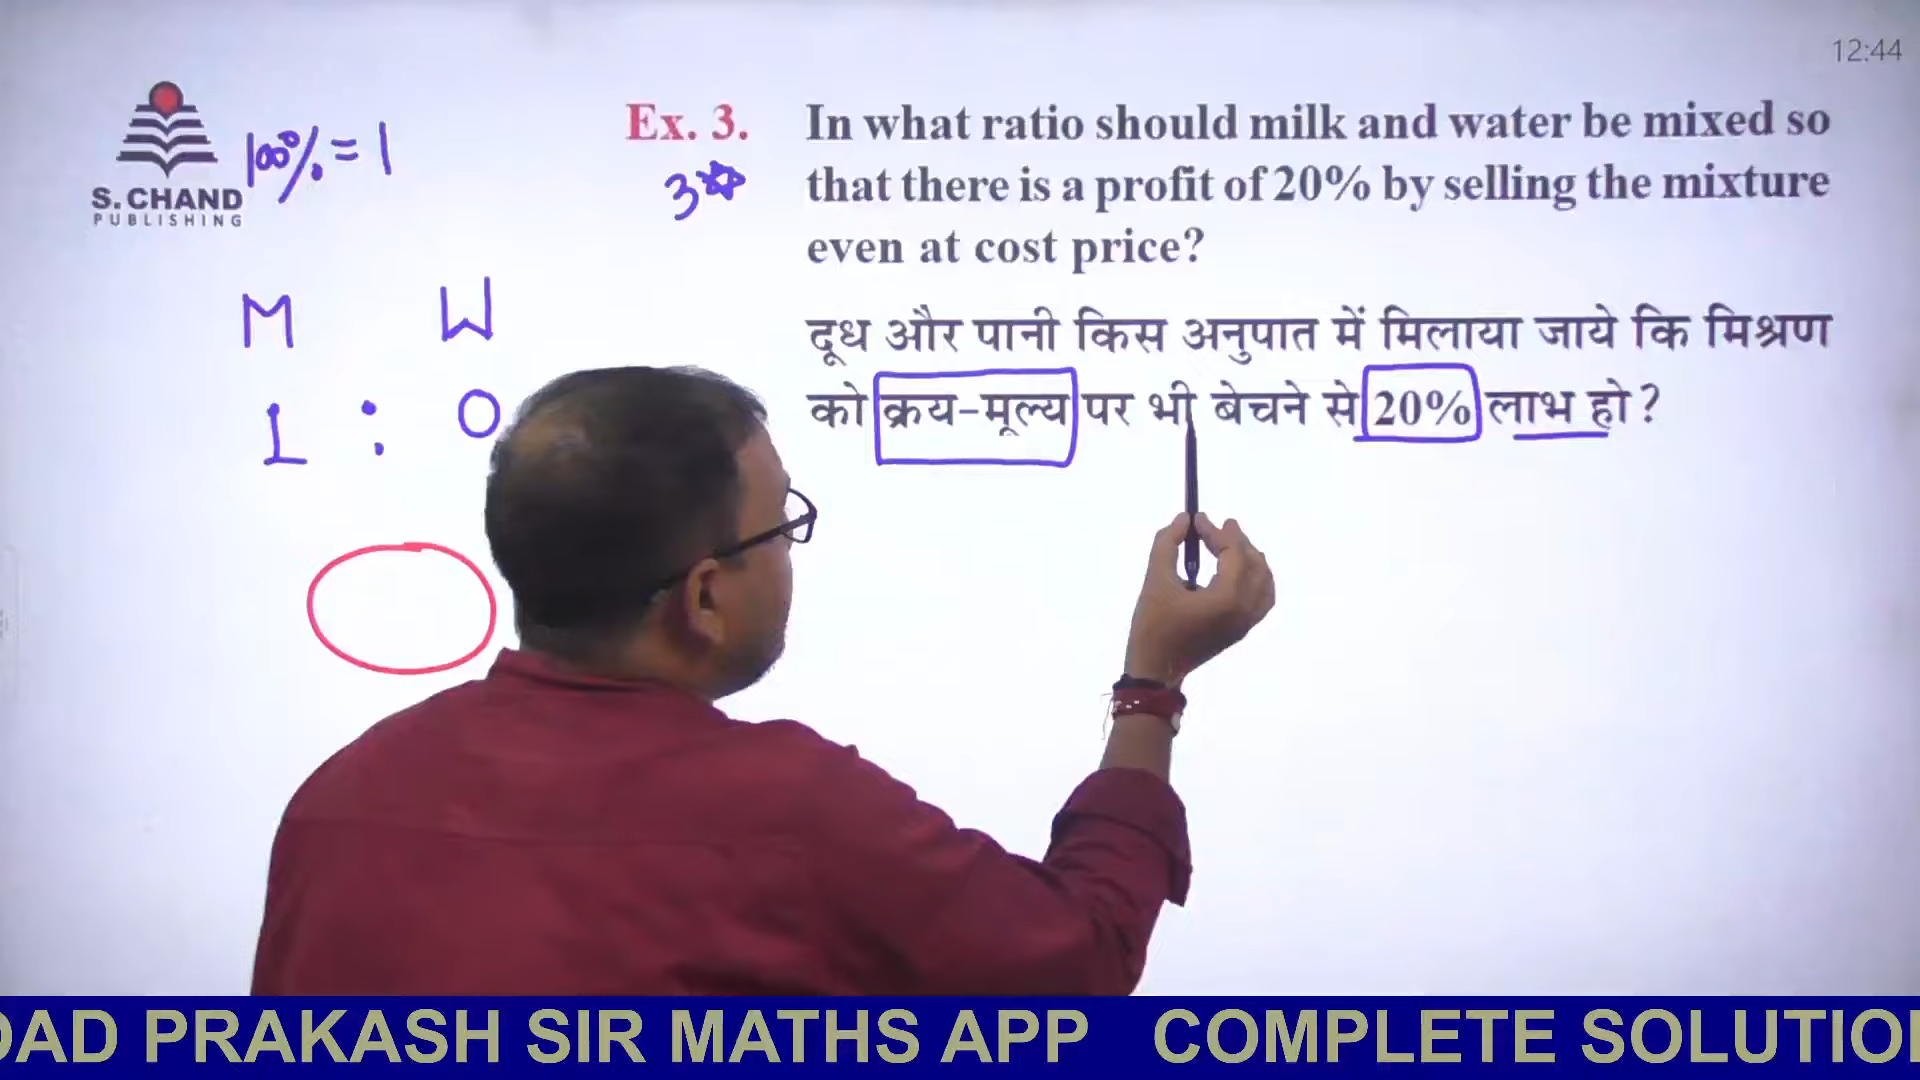 12:44
S. CHAND
PUBLISHING
100% = 1
Ex. 3.
3
In what ratio should milk and water be mixed so
that there is a profit of 20% by selling the mixture
even at cost price?
दूध और पानी किस अनुपात में मिलाया जाये कि मिश्रण
को क्रय-मूल्य पर भी बेचने से 20% लाभ हो?
M W
1 : 0
OAD PRAKASH SIR MATHS APP COMPLETE SOLUTION